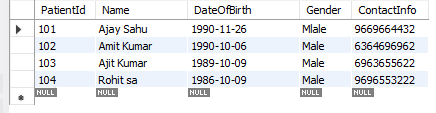 PatientId Name DateOfBirth Gender ContactInfo
101 Ajay Sahu 1990-11-26 Mlale 9669664432
102 Amit Kumar 1990-10-06 Male 6364696962
103 Ajit Kumar 1989-10-09 Male 6963655622
104 Rohit sa 1986-10-09 Male 9696553222
NULL NULL NULL NULL NULL